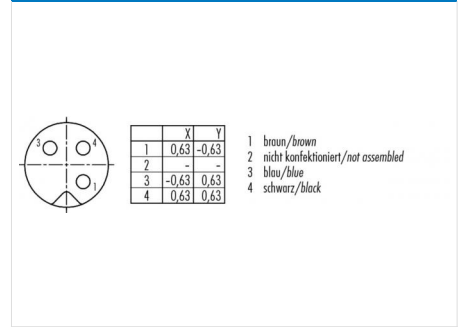 3 4
1
X Y
1 0,63 -0,63
2 - -
3 -0,63 0,63
4 0,63 0,63
1 braun/brown
2 nicht konfektioniert/not assembled
3 blau/blue
4 schwarz/black